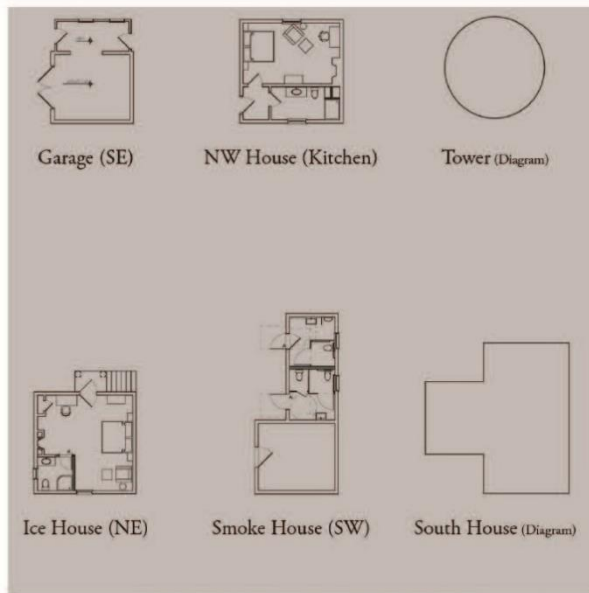 Garage (SE)
NW House (Kitchen)
Tower (Diagram)
Ice House (NE)
Smoke House (SW)
South House (Diagram)